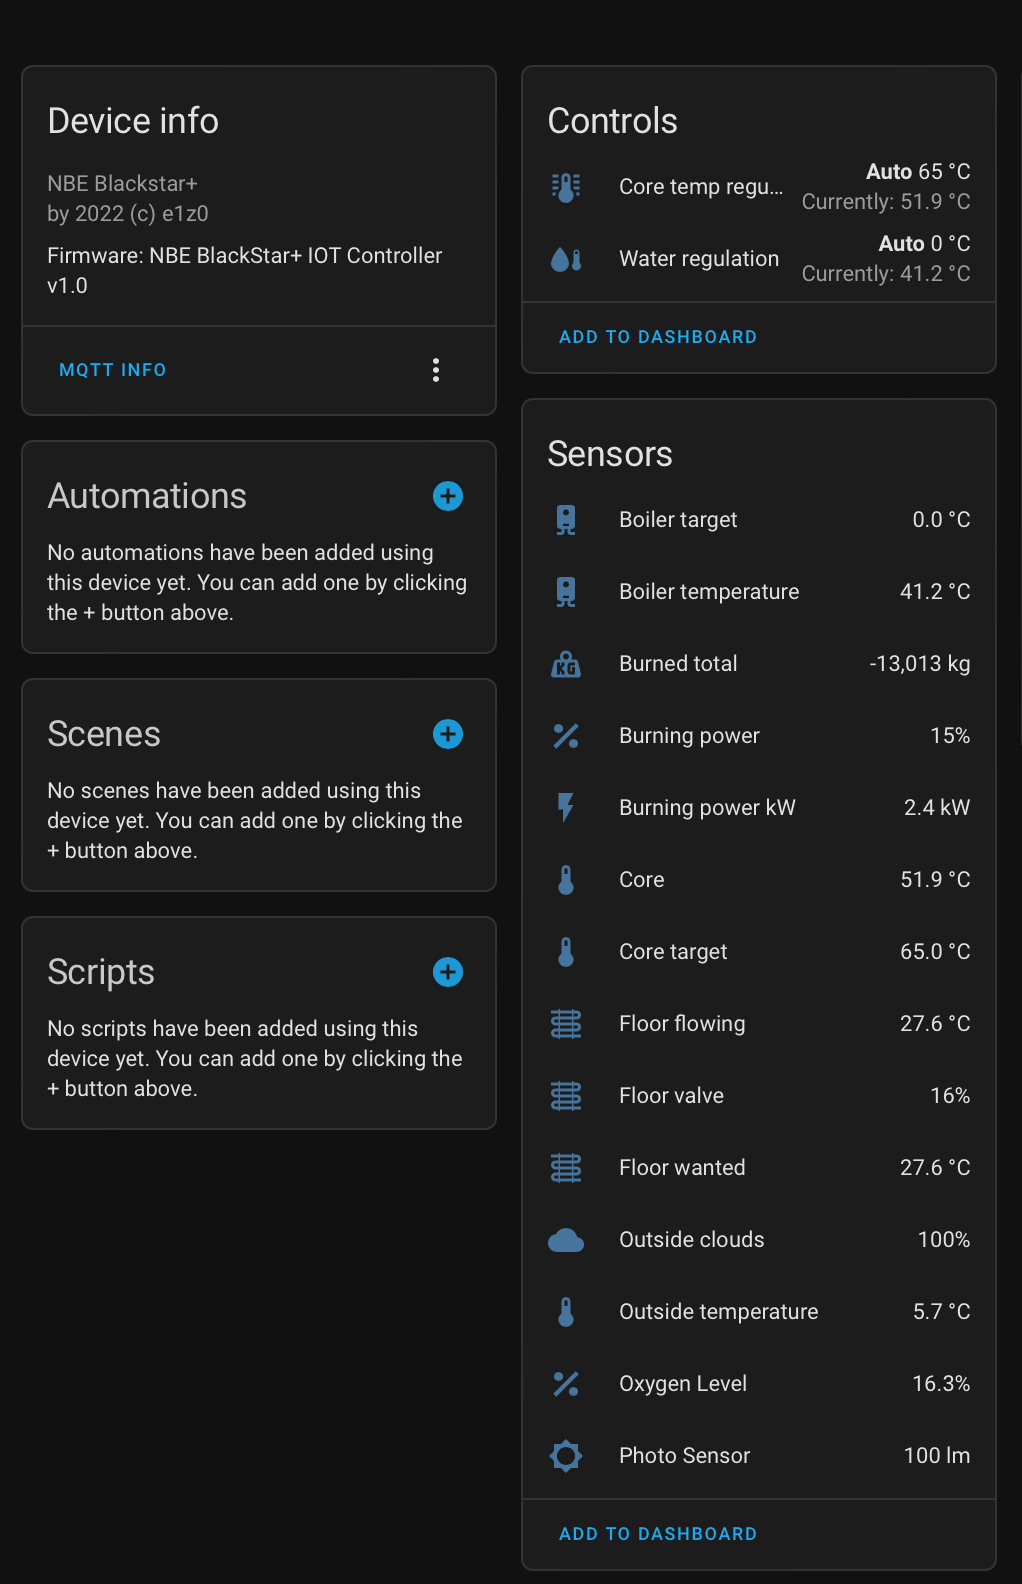 Device info
NBE Blackstar+
by 2022 (c) e1z0
Firmware: NBE BlackStar+ IOT Controller
v1.0
MQTT INFO
Automations
No automations have been added using
this device yet. You can add one by clicking
the + button above.
Scenes
No scenes have been added using this
device yet. You can add one by clicking the
+ button above.
Scripts
No scripts have been added using this
device yet. You can add one by clicking the
+ button above.
Controls
Core temp regu... Auto 65 °C
Currently: 51.9 °C
Water regulation Auto 0 °C
Currently: 41.2 °C
ADD TO DASHBOARD
Sensors
Boiler target 0.0 °C
Boiler temperature 41.2 °C
KG Burned total -13,013 kg
Burning power 15%
Burning power kW 2.4 kW
Core 51.9 °C
Core target 65.0 °C
Floor flowing 27.6 °C
Floor valve 16%
Floor wanted 27.6 °C
Outside clouds 100%
Outside temperature 5.7 °C
Oxygen Level 16.3%
Photo Sensor 100 lm
ADD TO DASHBOARD